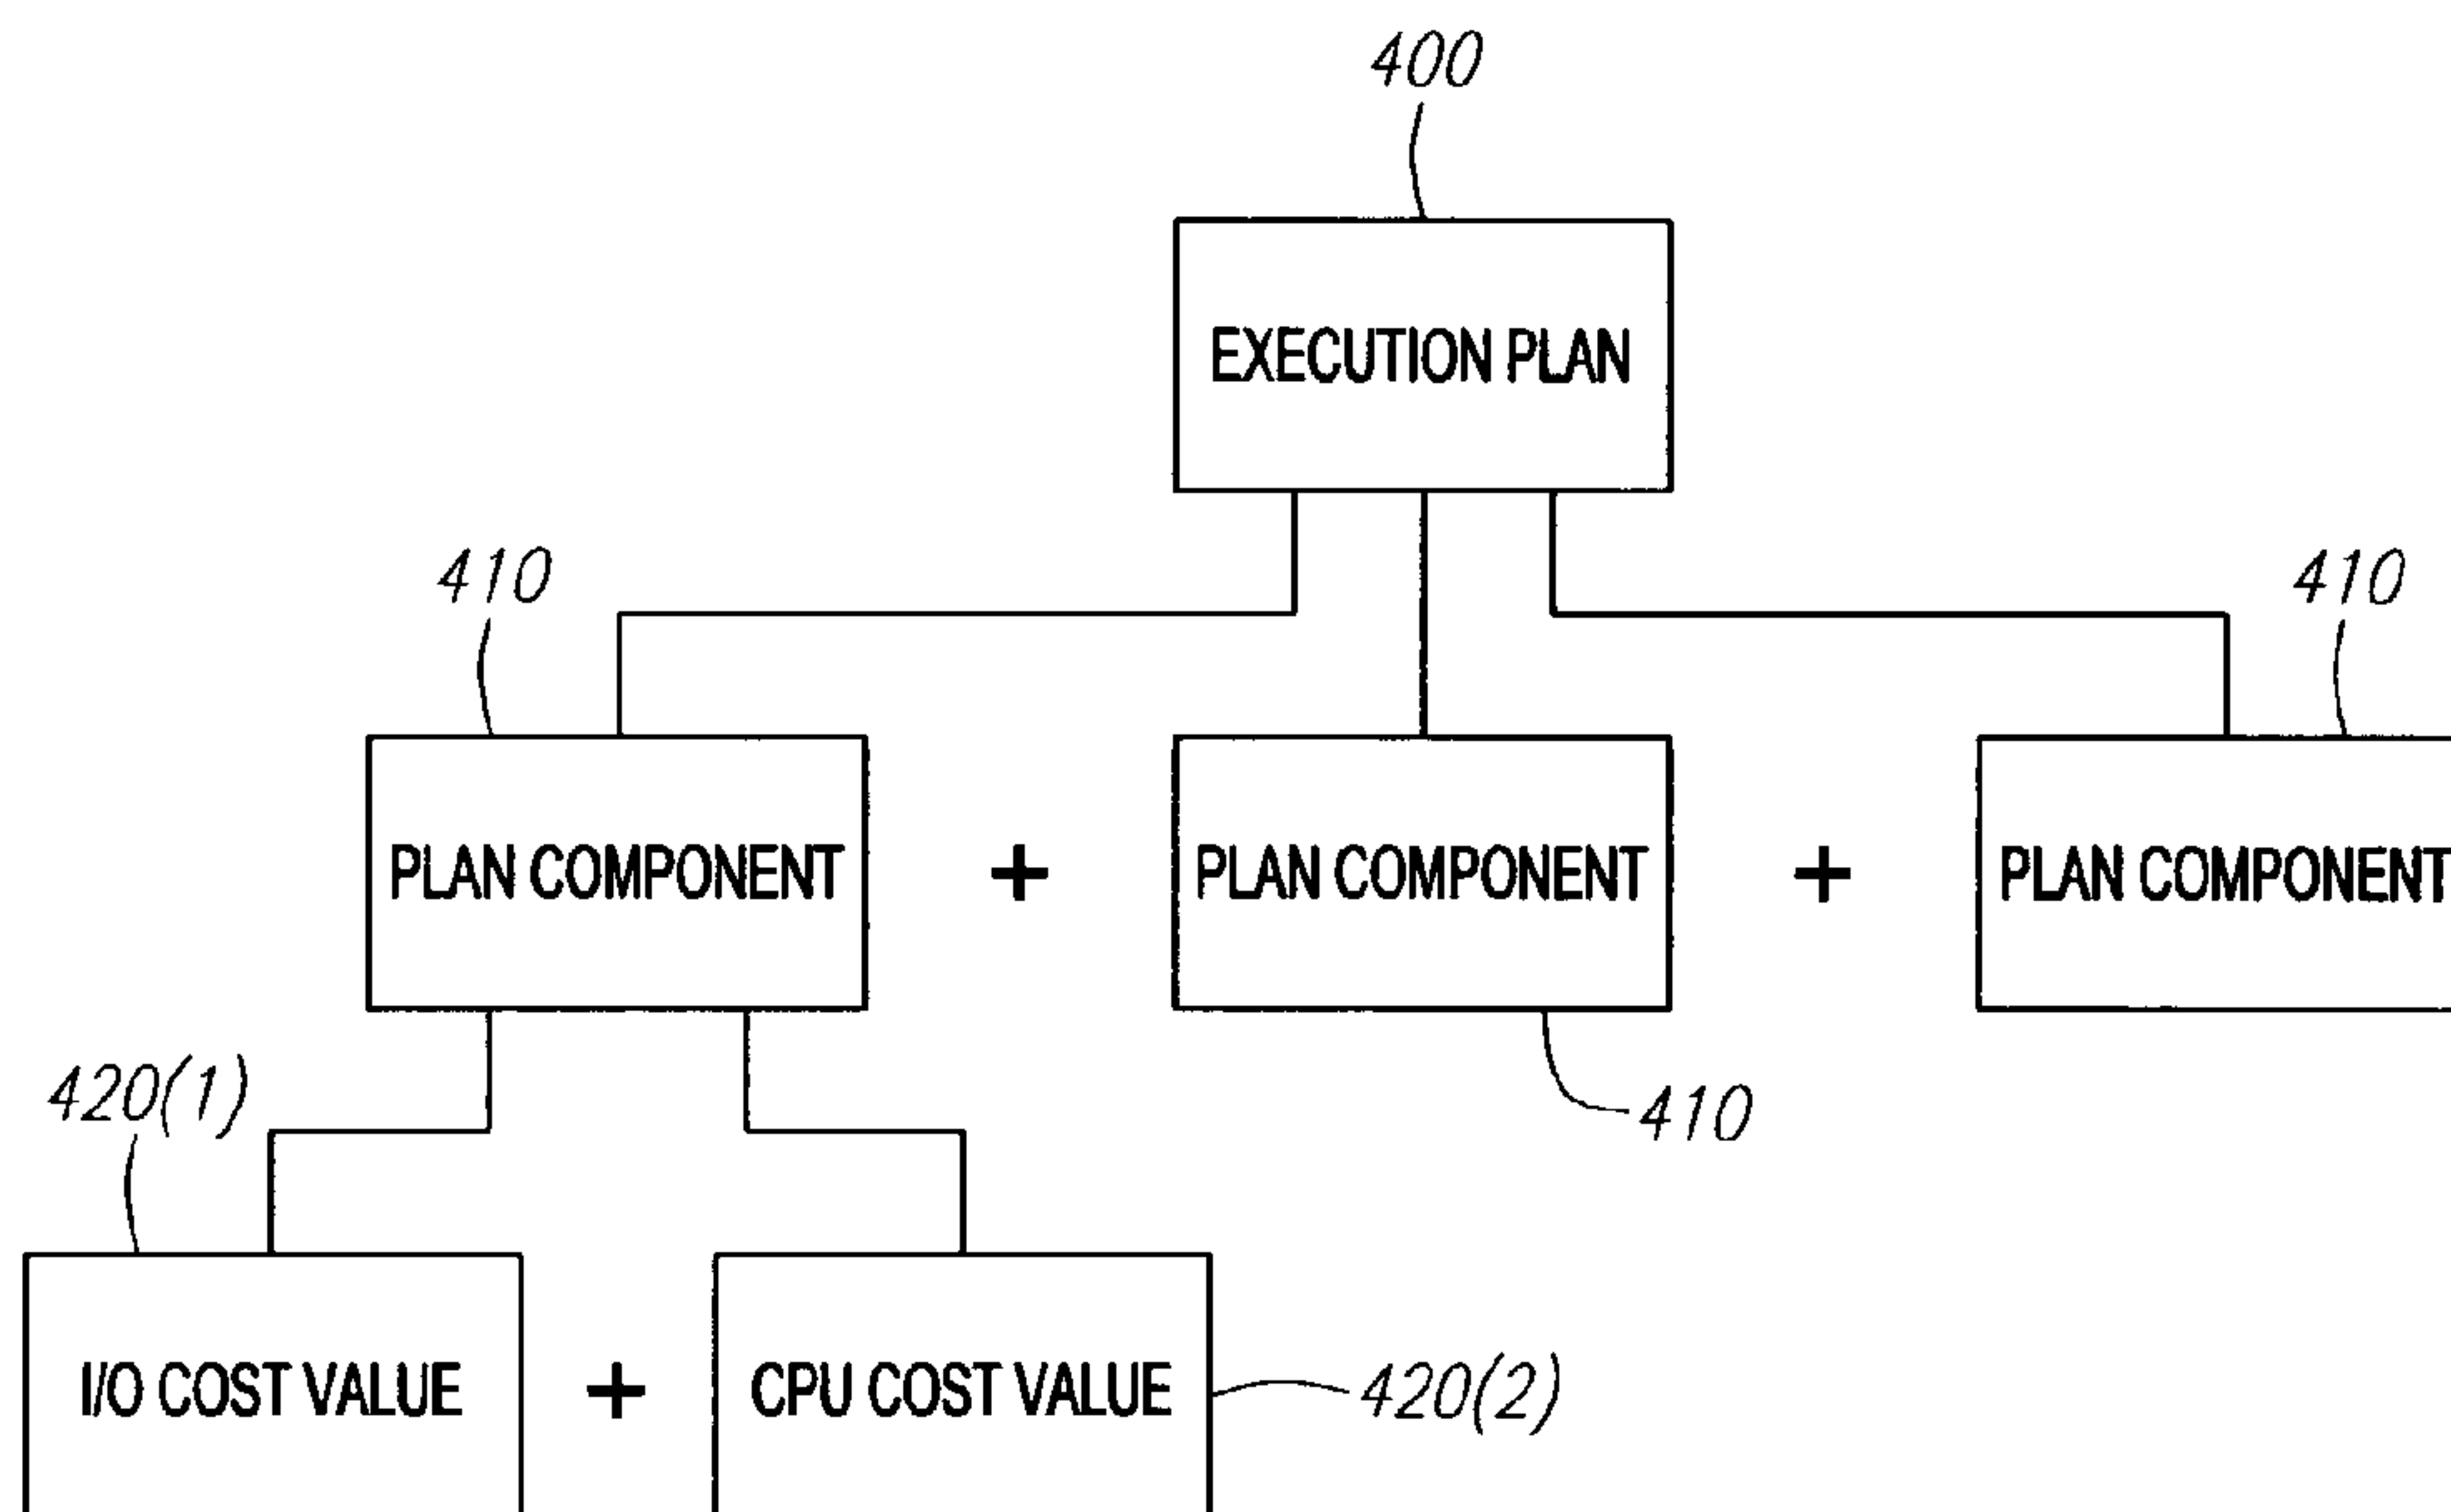 400
EXECUTION PLAN
410
410
PLAN COMPONENT + PLAN COMPONENT + PLAN COMPONENT
420(1)
410
I/O COST VALUE + CPU COST VALUE 420(2)